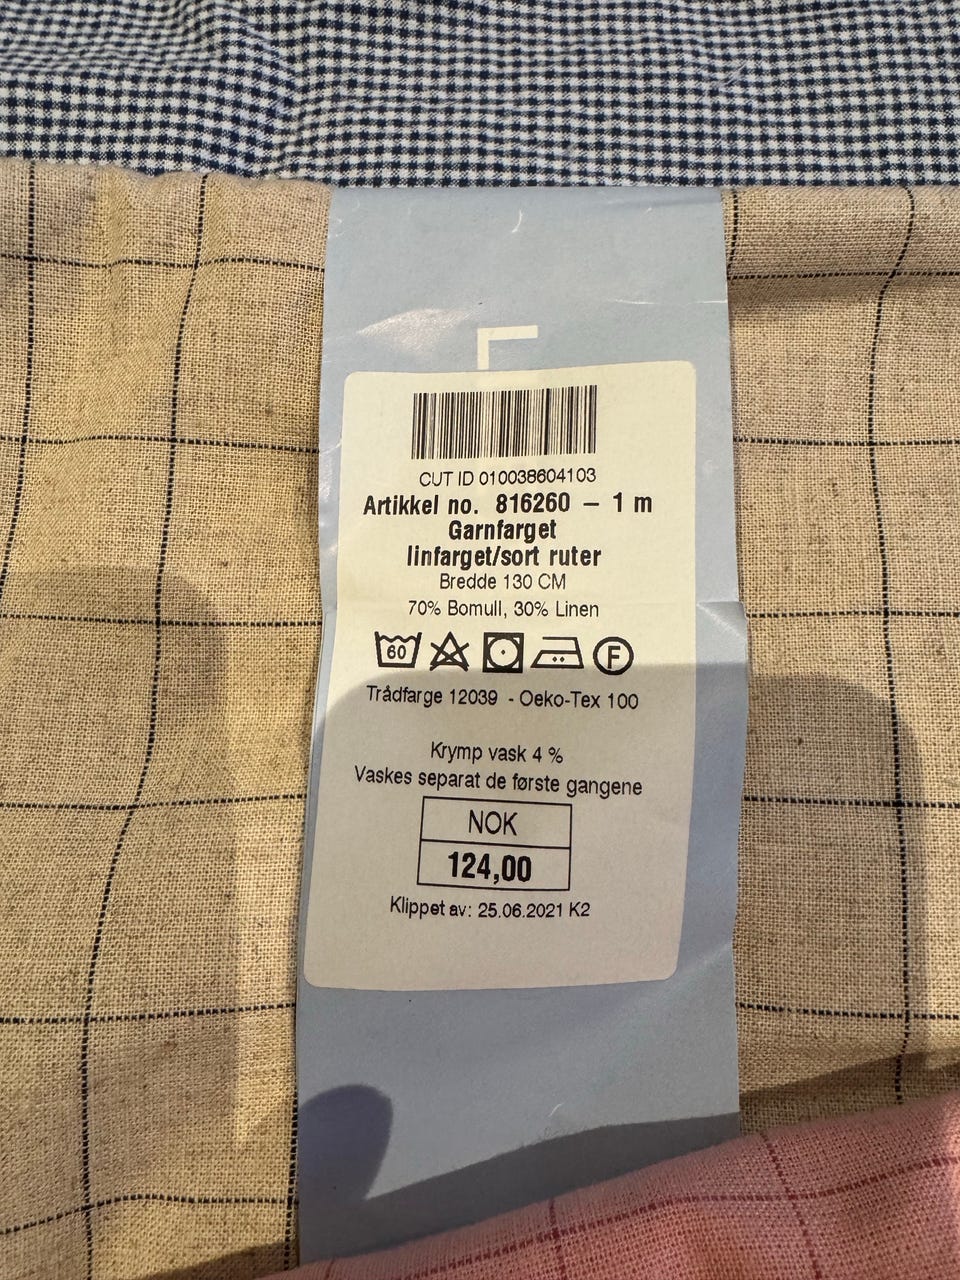 CUT ID 010038604103
Artikkel no. 816260 – 1 m
Garnfarget
linfarget/sort ruter
Bredde 130 CM
70% Bomull, 30% Linen
60 F
Trådfarge 12039 - Oeko-Tex 100
Krymp vask 4 %
Vaskes separat de første gangene
NOK
124,00
Klippet av: 25.06.2021 K2